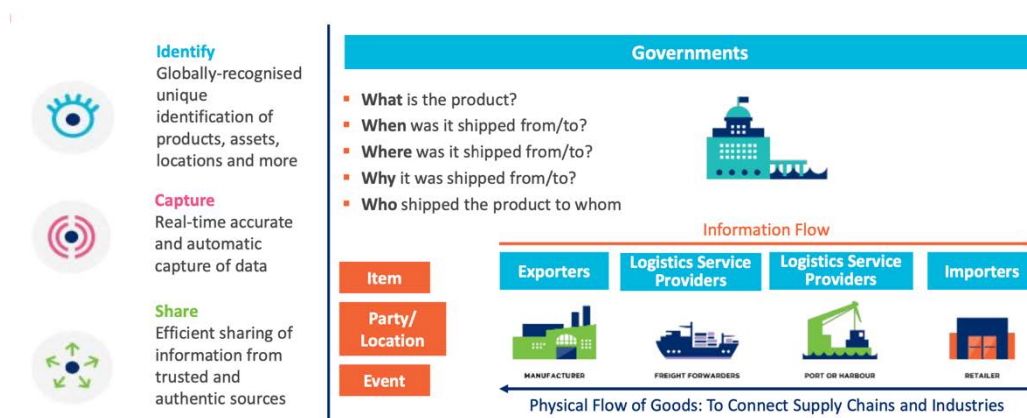 Identify
Globally-recognised
unique
identification of
products, assets,
locations and more
Capture
Real-time accurate
and automatic
capture of data
Share
Efficient sharing of
information from
trusted and
authentic sources
Governments
What is the product?
When was it shipped from/to?
Where was it shipped from/to?
Why it was shipped from/to?
Who shipped the product to whom
Information Flow
Item
Party/
Location
Event
Exporters
Logistics Service
Providers
Logistics Service
Providers
Importers
MANUFACTURER
FREIGHT FORWARDERS
PORT OR HARBOUR
RETAILER
Physical Flow of Goods: To Connect Supply Chains and Industries